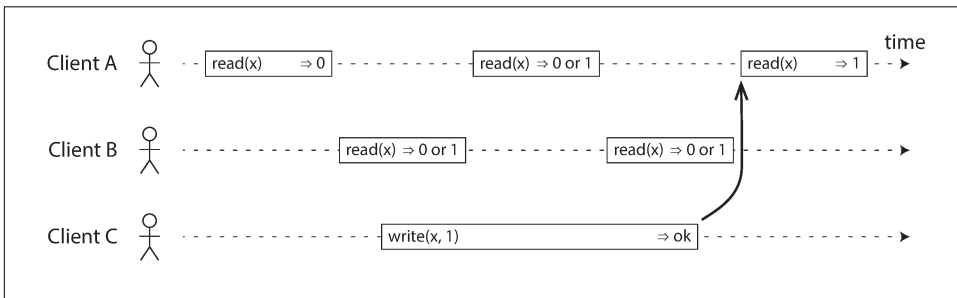 time
Client A read(x) ⇒ 0 read(x) ⇒ 0 or 1 read(x) ⇒ 1
Client B read(x) ⇒ 0 or 1 read(x) ⇒ 0 or 1
Client C write(x, 1) ⇒ ok